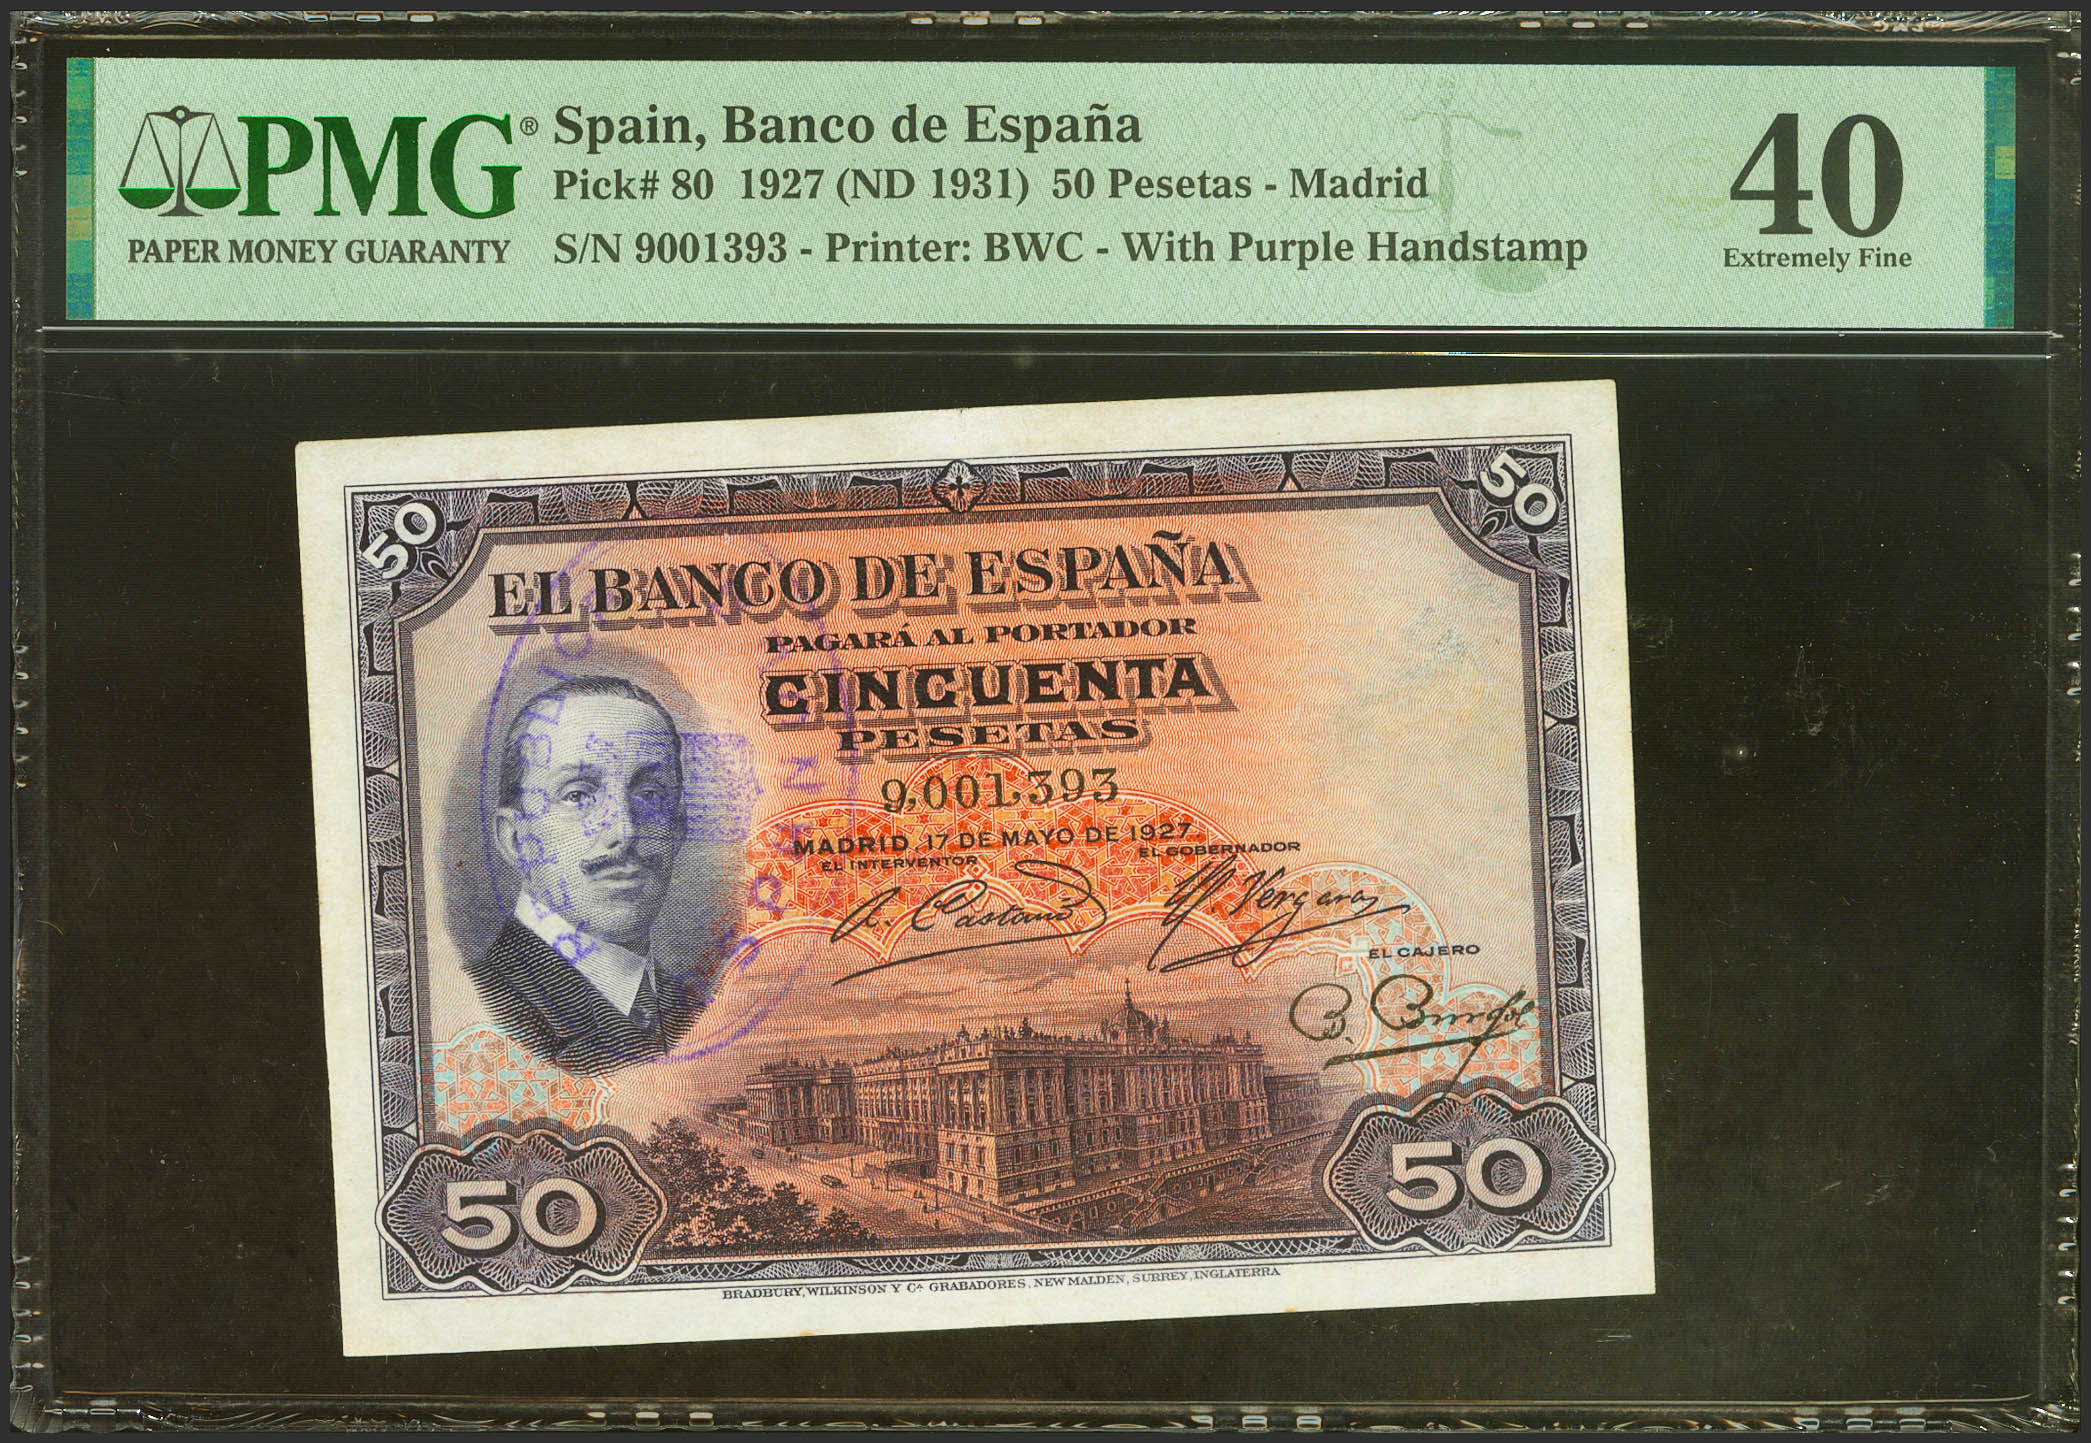 PMG®
PAPER MONEY GUARANTY
Spain, Banco de España
Pick# 80 1927 (ND 1931) 50 Pesetas - Madrid
S/N 9001393 - Printer: BWC - With Purple Handstamp
40
Extremely Fine
50
50
EL BANCO DE ESPAÑA
PAGARÁ AL PORTADOR
CINCUENTA
PESETAS
9,001,393
MADRID, 17 DE MAYO DE 1927.
EL INTERVENTOR
EL GOBERNADOR
A. Castaño
Vergara
EL CAJERO
REPUBLICA
50
50
BRADBURY, WILKINSON Y Cª. GRABADORES, NEW MALDEN, SURREY, INGLATERRA